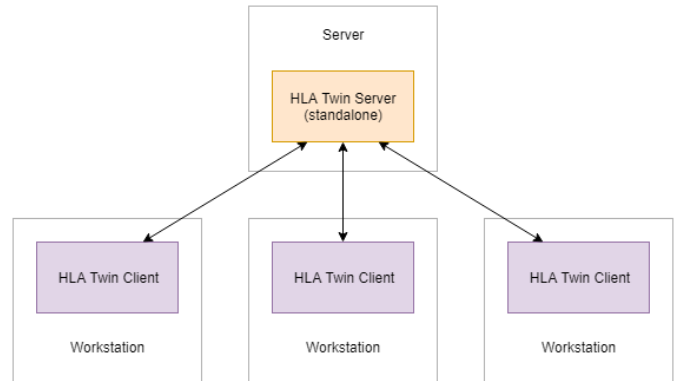 Server
HLA Twin Server
(standalone)
HLA Twin Client
HLA Twin Client
HLA Twin Client
Workstation
Workstation
Workstation